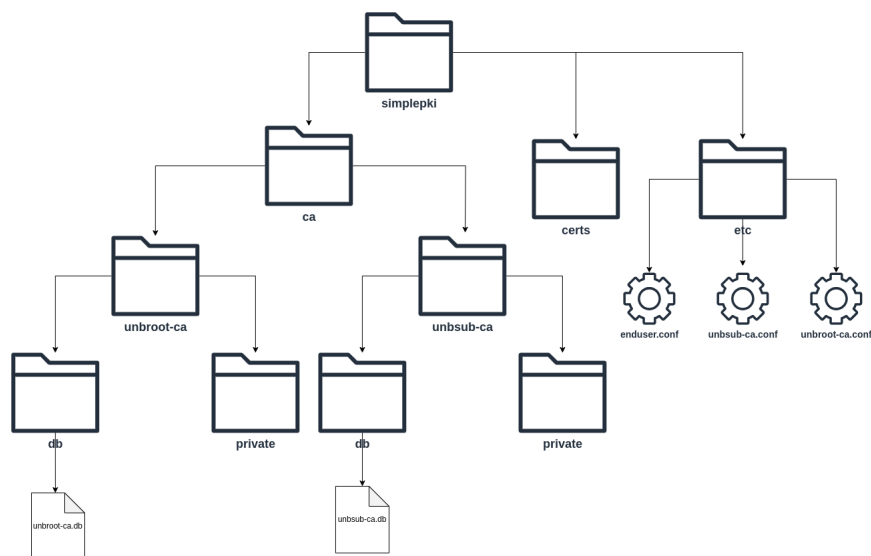 simplepki
ca
certs
etc
unbroot-ca
unbsub-ca
enduser.conf
unbsub-ca.conf
unbroot-ca.conf
db
private
db
private
unbroot-ca.db
unbsub-ca.db